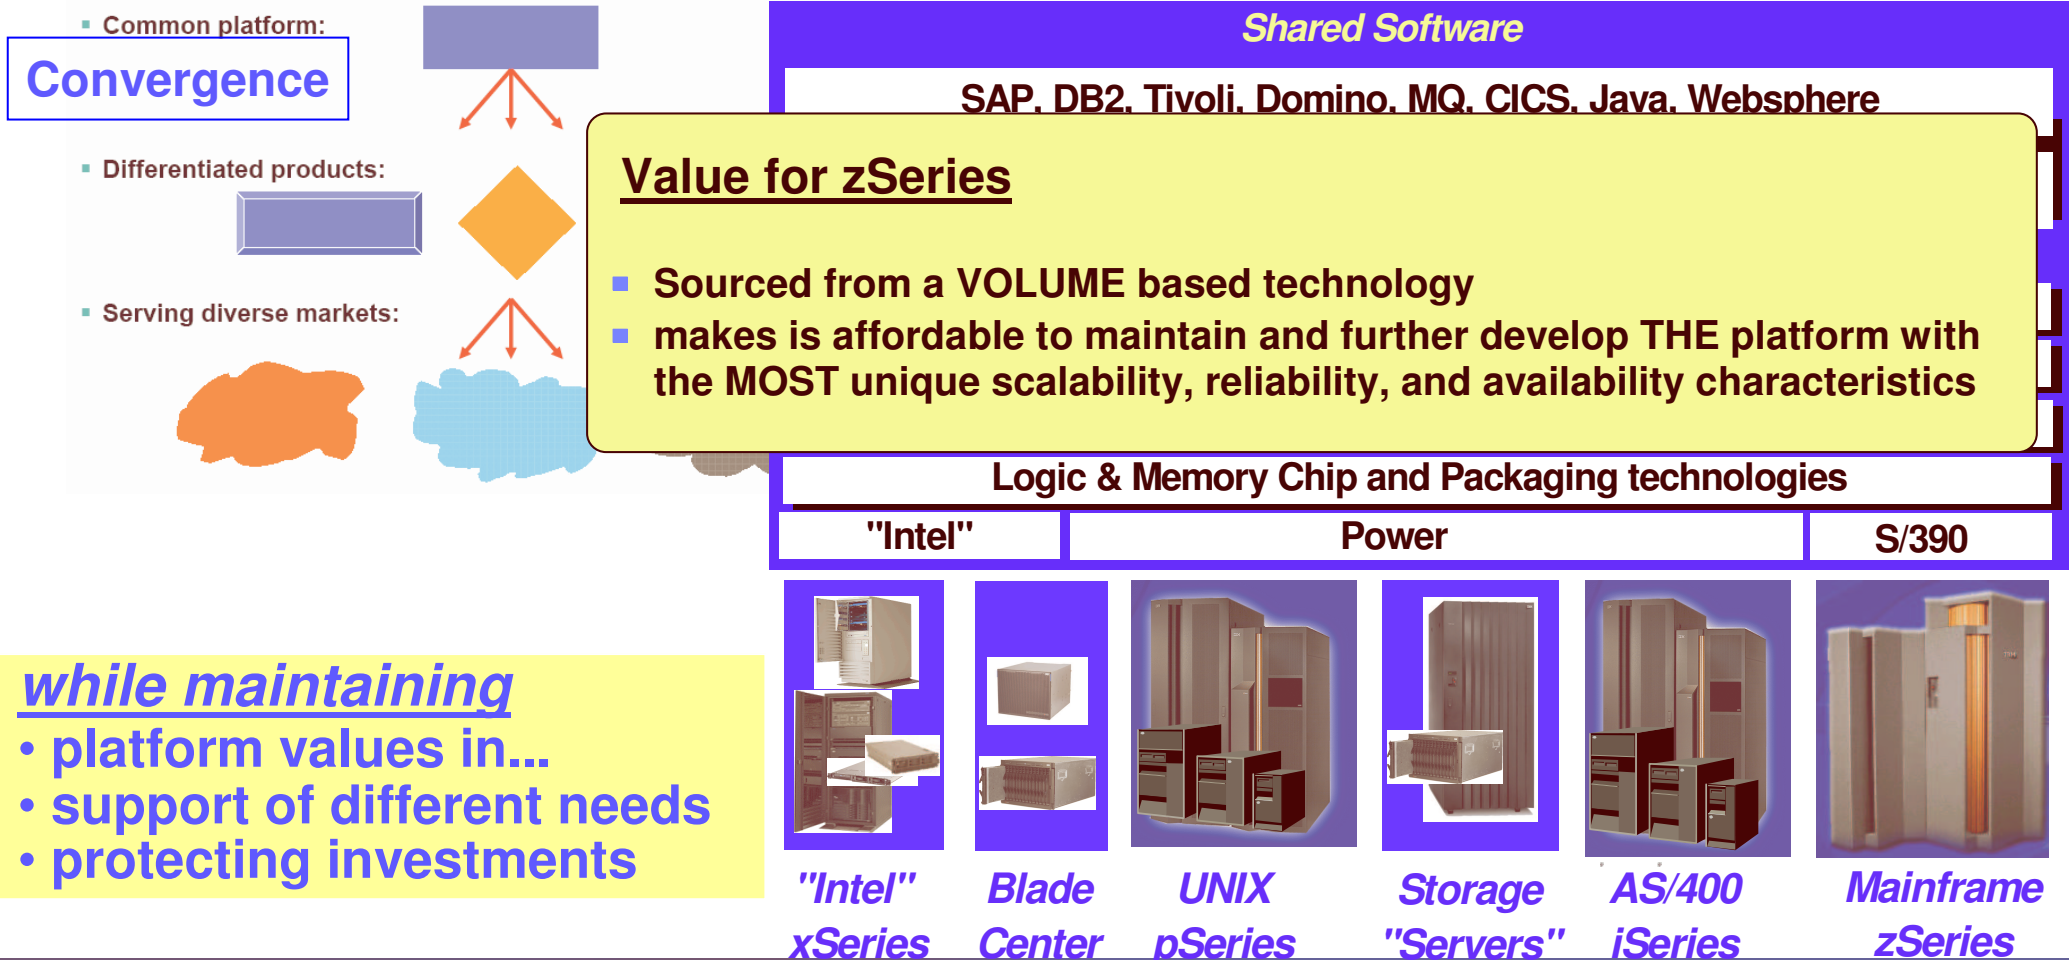 ▪ Common platform:
Convergence
▪ Differentiated products:
▪ Serving diverse markets:
Shared Software
SAP, DB2, Tivoli, Domino, MQ, CICS, Java, Websphere
Value for zSeries
▪ Sourced from a VOLUME based technology
▪ makes is affordable to maintain and further develop THE platform with
the MOST unique scalability, reliability, and availability characteristics
Logic & Memory Chip and Packaging technologies
"Intel" Power S/390
while maintaining
• platform values in...
• support of different needs
• protecting investments
"Intel" Blade UNIX Storage AS/400 Mainframe
xSeries Center pSeries "Servers" iSeries zSeries